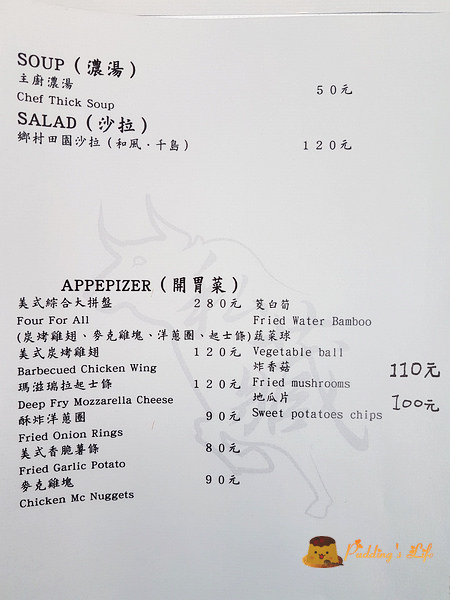 SOUP（濃湯）
主廚濃湯
50元
Chef Thick Soup
SALAD（沙拉）
鄉村田園沙拉（和風．千島）
120元
APPEPIZER（開胃菜）
美式綜合大拼盤 280元
Four For All
(炭烤雞翅、麥克雞塊、洋蔥圈、起士條)
美式炭烤雞翅 120元
Barbecued Chicken Wing
瑪滋瑞拉起士條 120元
Deep Fry Mozzarella Cheese
酥炸洋蔥圈 90元
Fried Onion Rings
美式香脆薯條 80元
Fried Garlic Potato
麥克雞塊 90元
Chicken Mc Nuggets
茭白筍
Fried Water Bamboo
蔬菜球
Vegetable ball
炸香菇 110元
Fried mushrooms
地瓜片 100元
Sweet potatoes chips
Pudding's Life